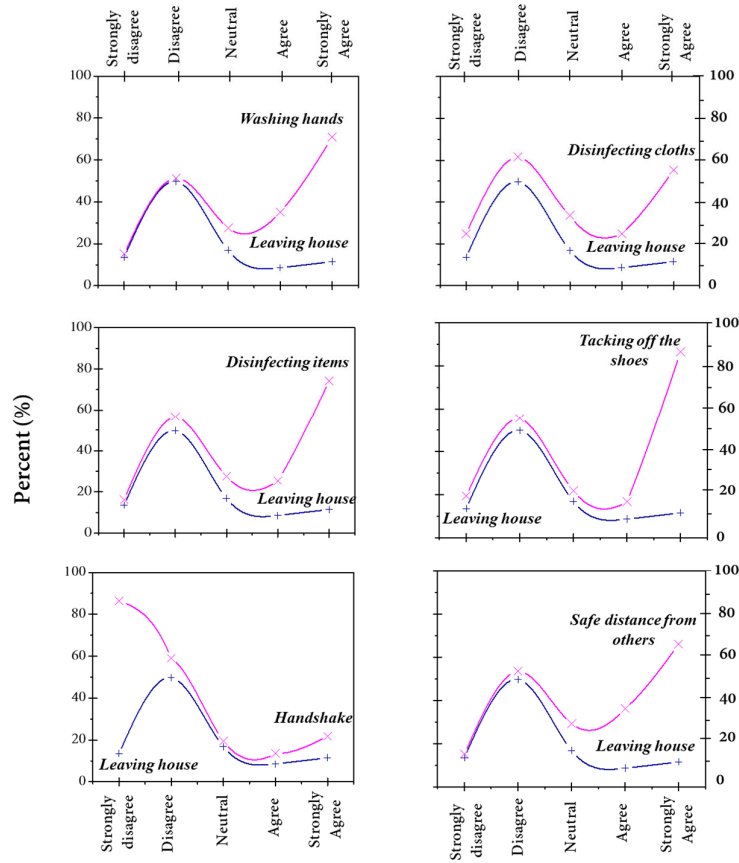 Strongly
disagree
Disagree
Neutral
Agree
Strongly
Agree
Strongly
disagree
Disagree
Neutral
Agree
Strongly
Agree
100
80
60
40
20
0
Washing hands
Leaving house
100
80
60
40
20
0
Disinfecting cloths
Leaving house
Percent (%)
100
80
60
40
20
0
Disinfecting items
Leaving house
100
80
60
40
20
0
Tacking off the
shoes
Leaving house
100
80
60
40
20
0
Handshake
Leaving house
100
80
60
40
20
0
Safe distance from
others
Leaving house
Strongly
disagree
Disagree
Neutral
Agree
Strongly
Agree
Strongly
disagree
Disagree
Neutral
Agree
Strongly
Agree